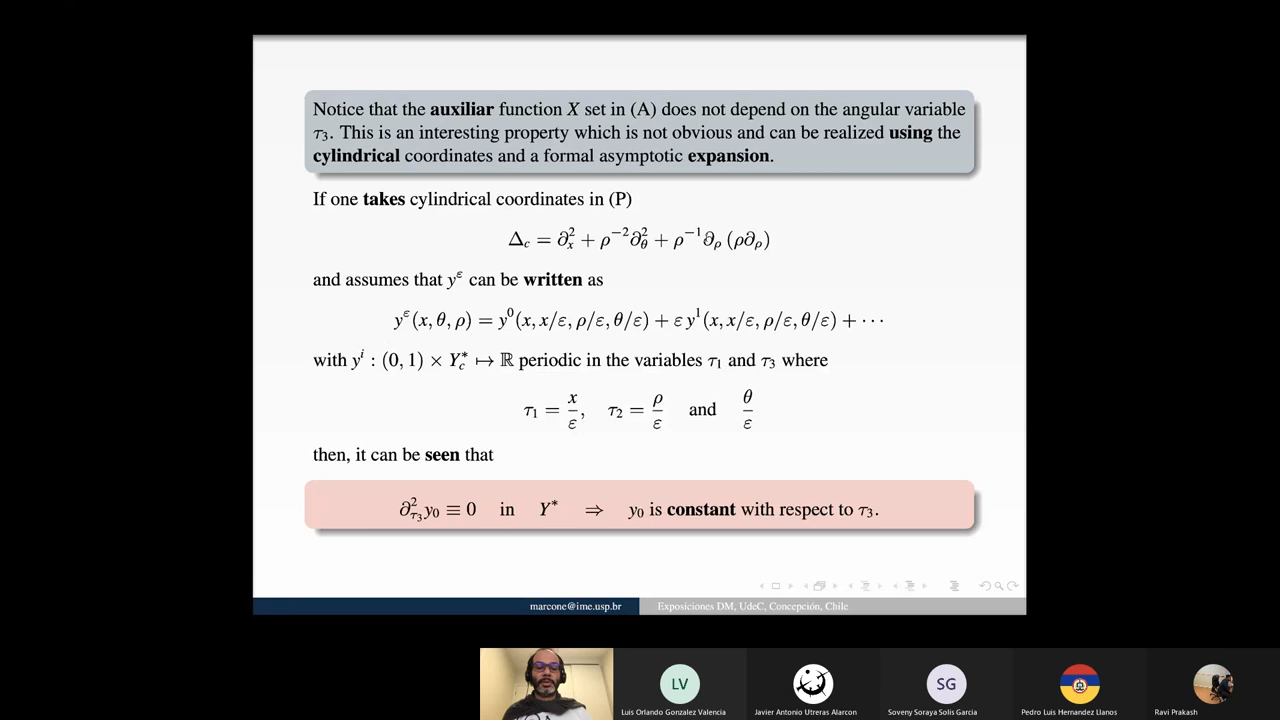 Notice that the auxiliar function X set in (A) does not depend on the angular variable
τ₃. This is an interesting property which is not obvious and can be realized using the
cylindrical coordinates and a formal asymptotic expansion.
If one takes cylindrical coordinates in (P)
Δ_c = ∂²ₓ + ρ⁻²∂²_θ + ρ⁻¹∂_ρ (ρ∂_ρ)
and assumes that y^ε can be written as
y^ε(x, θ, ρ) = y⁰(x, x/ε, ρ/ε, θ/ε) + ε y¹(x, x/ε, ρ/ε, θ/ε) + ⋯
with yⁱ : (0, 1) × Y*_c ↦ ℝ periodic in the variables τ₁ and τ₃ where
τ₁ = x/ε, τ₂ = ρ/ε and θ/ε
then, it can be seen that
∂²_τ₃ y₀ ≡ 0 in Y* ⇒ y₀ is constant with respect to τ₃.
marcone@ime.usp.br Exposiciones DM, UdeC, Concepción, Chile
LV SG
Luis Orlando Gonzalez Valencia Javier Antonio Utreras Alarcon Soveny Soraya Solis Garcia Pedro Luis Hernandez Llanos Ravi Prakash